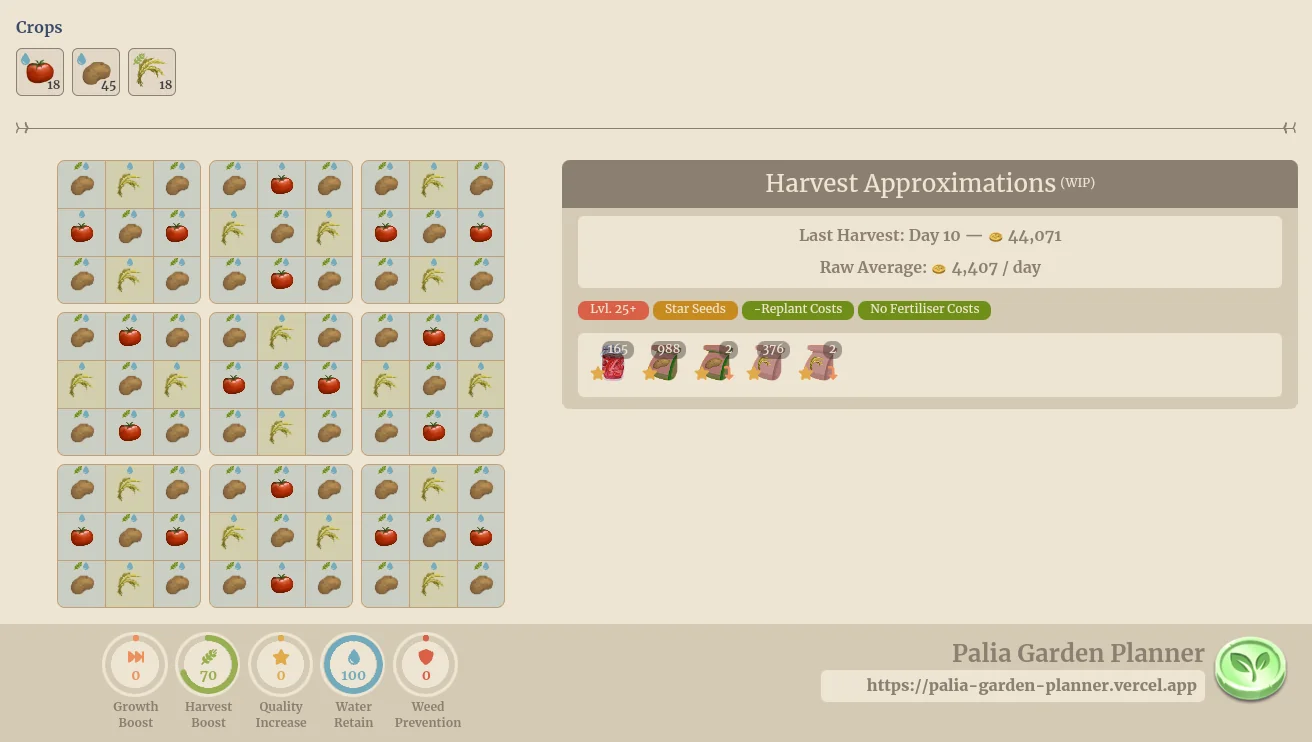 Crops
18 45 18
Harvest Approximations (WIP)
Last Harvest: Day 10 — 44,071
Raw Average: 4,407 / day
Lvl. 25+ Star Seeds -Replant Costs No Fertiliser Costs
165 988 2 376 2
0 70 0 100 0
Growth Boost
Harvest Boost
Quality Increase
Water Retain
Weed Prevention
Palia Garden Planner
https://palia-garden-planner.vercel.app